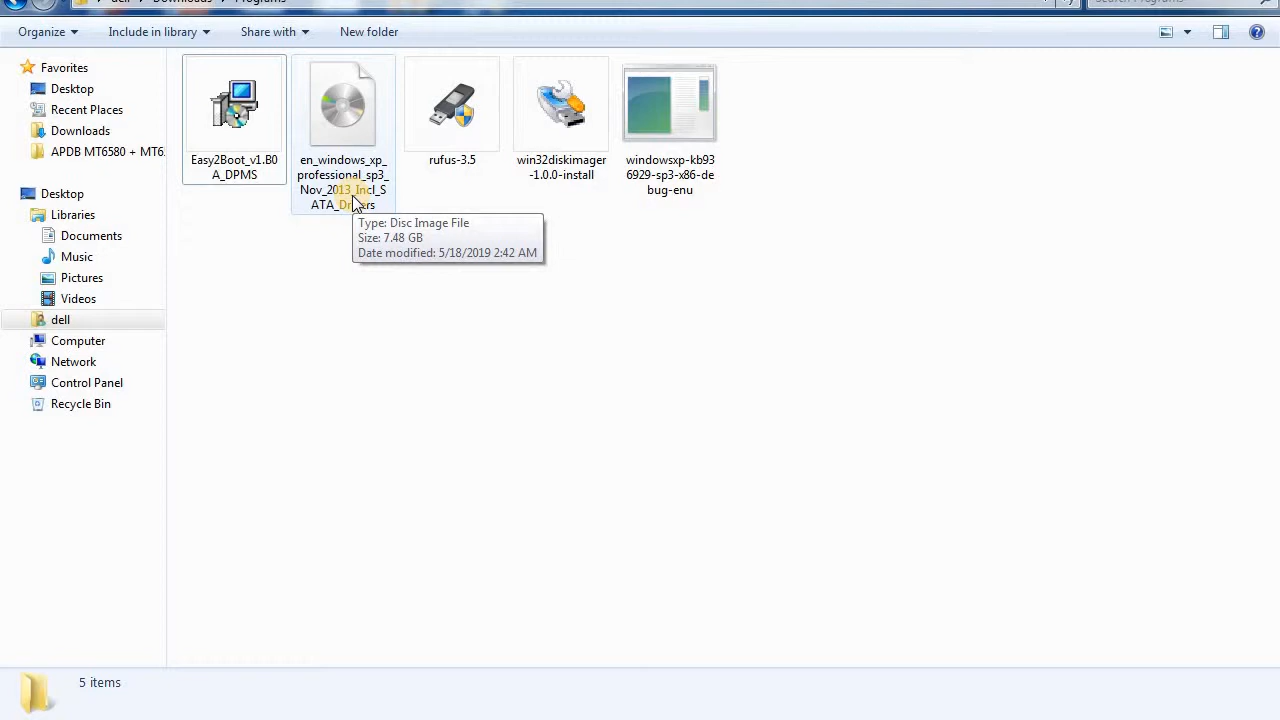 dell Downloads Programs
Organize
Include in library
Share with
New folder
Favorites
Desktop
Recent Places
Downloads
APDB MT6580 + MT6
Desktop
Libraries
Documents
Music
Pictures
Videos
dell
Computer
Network
Control Panel
Recycle Bin
Easy2Boot_v1.B0
A_DPMS
en_windows_xp_
professional_sp3_
Nov_2013_Incl_S
rufus-3.5
win32diskimager
-1.0.0-install
windowsxp-kb93
6929-sp3-x86-de
bug-enu
Type: Disc Image File
Size: 7.48 GB
Date modified: 5/18/2019 2:42 AM
5 items